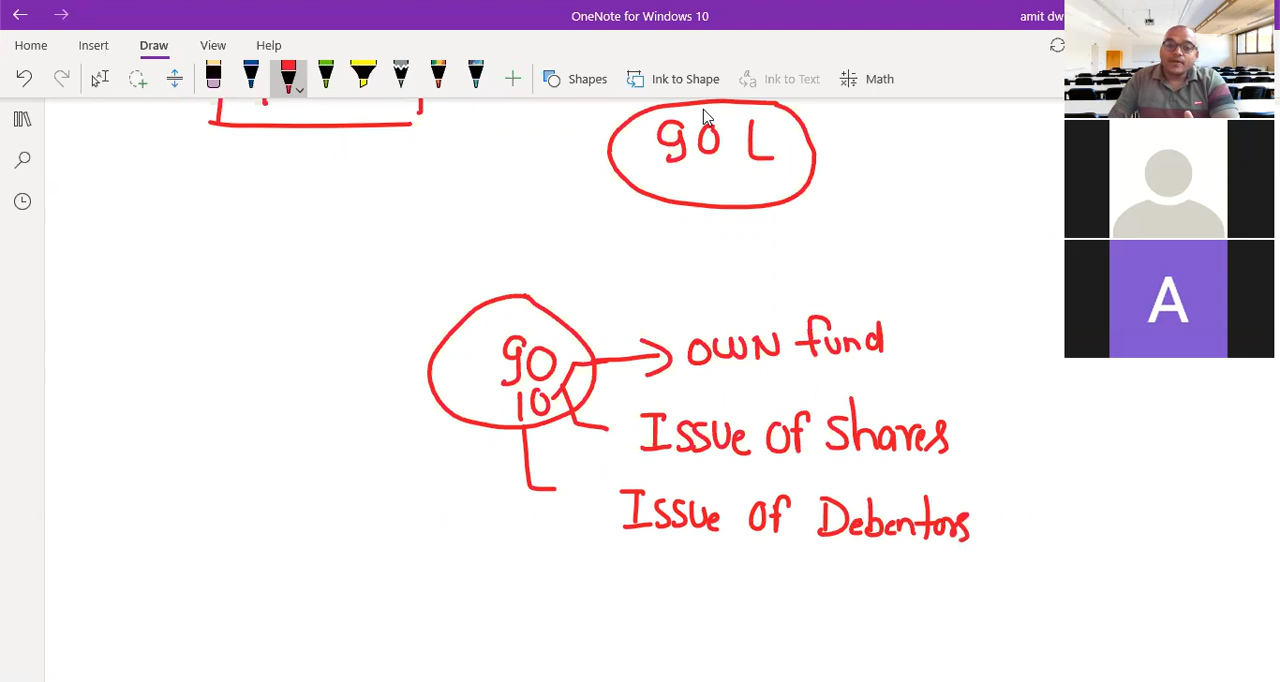 OneNote for Windows 10
amit dw
Home Insert Draw View Help
Shapes Ink to Shape Ink to Text Math
90 L
90
10
OWN fund
Issue of Shares
Issue of Debentors
A